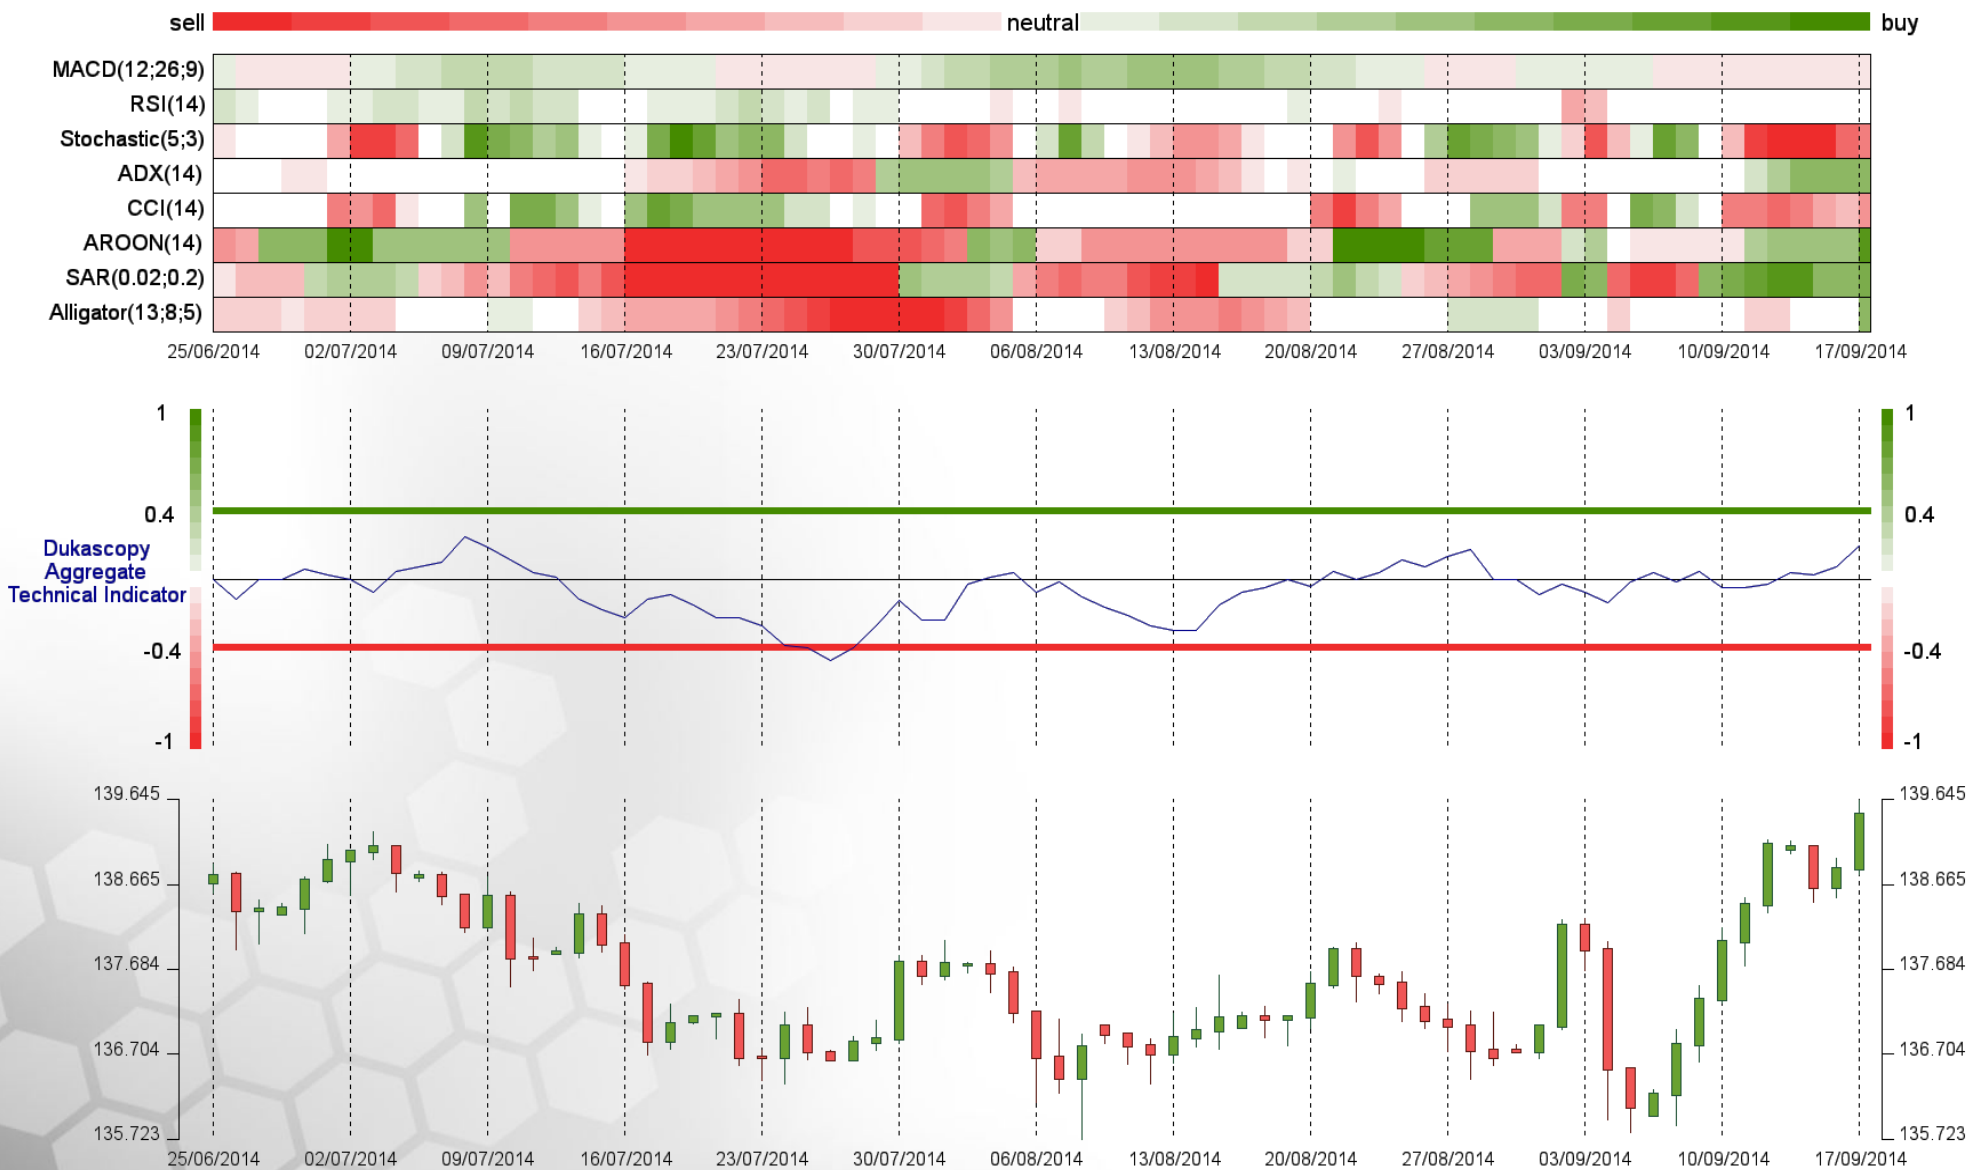 sell neutral buy
MACD(12;26;9)
RSI(14)
Stochastic(5;3)
ADX(14)
CCI(14)
AROON(14)
SAR(0.02;0.2)
Alligator(13;8;5)
25/06/2014 02/07/2014 09/07/2014 16/07/2014 23/07/2014 30/07/2014 06/08/2014 13/08/2014 20/08/2014 27/08/2014 03/09/2014 10/09/2014 17/09/2014
1 1
0.4 0.4
Dukascopy
Aggregate
Technical Indicator
-0.4 -0.4
-1 -1
139.645 139.645
138.665 138.665
137.684 137.684
136.704 136.704
135.723 135.723
25/06/2014 02/07/2014 09/07/2014 16/07/2014 23/07/2014 30/07/2014 06/08/2014 13/08/2014 20/08/2014 27/08/2014 03/09/2014 10/09/2014 17/09/2014